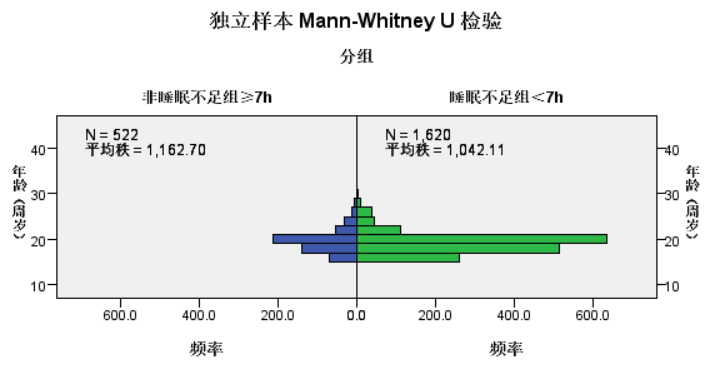 独立样本 Mann-Whitney U 检验
分组
非睡眠不足组≥7h
睡眠不足组＜7h
N = 522
平均秩 = 1,162.70
N = 1,620
平均秩 = 1,042.11
年龄（周岁）
40
30
20
10
40
30
20
10
年龄（周岁）
600.0
400.0
200.0
0.0
200.0
400.0
600.0
频率
频率